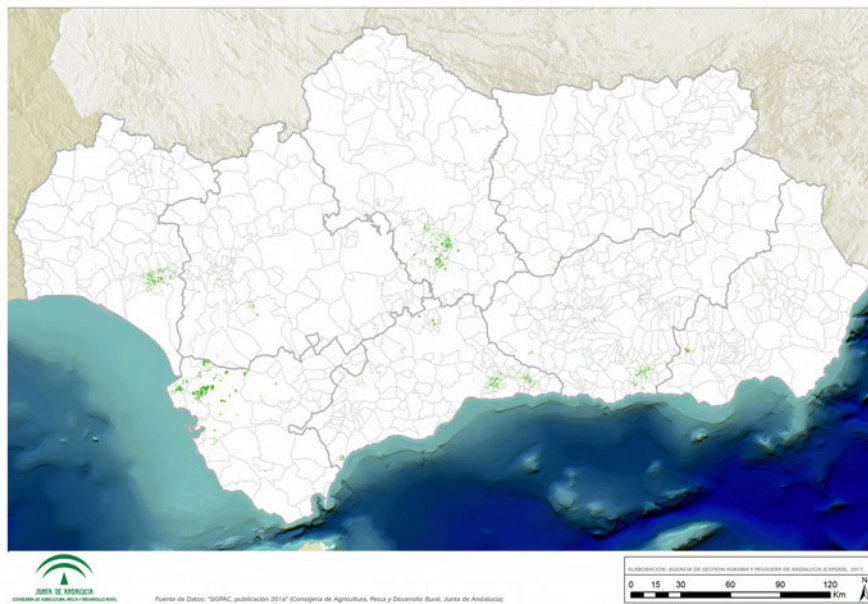 JUNTA DE ANDALUCIA
CONSEJERÍA DE AGRICULTURA, PESCA Y DESARROLLO RURAL
Fuente de Datos: "SIGPAC, publicación 2016" (Consejería de Agricultura, Pesca y Desarrollo Rural, Junta de Andalucía)
ELABORACIÓN: AGENCIA DE GESTIÓN AGRARIA Y PESQUERA DE ANDALUCÍA (CAPDER), 2017.
0 15 30 60 90 120
Km
N